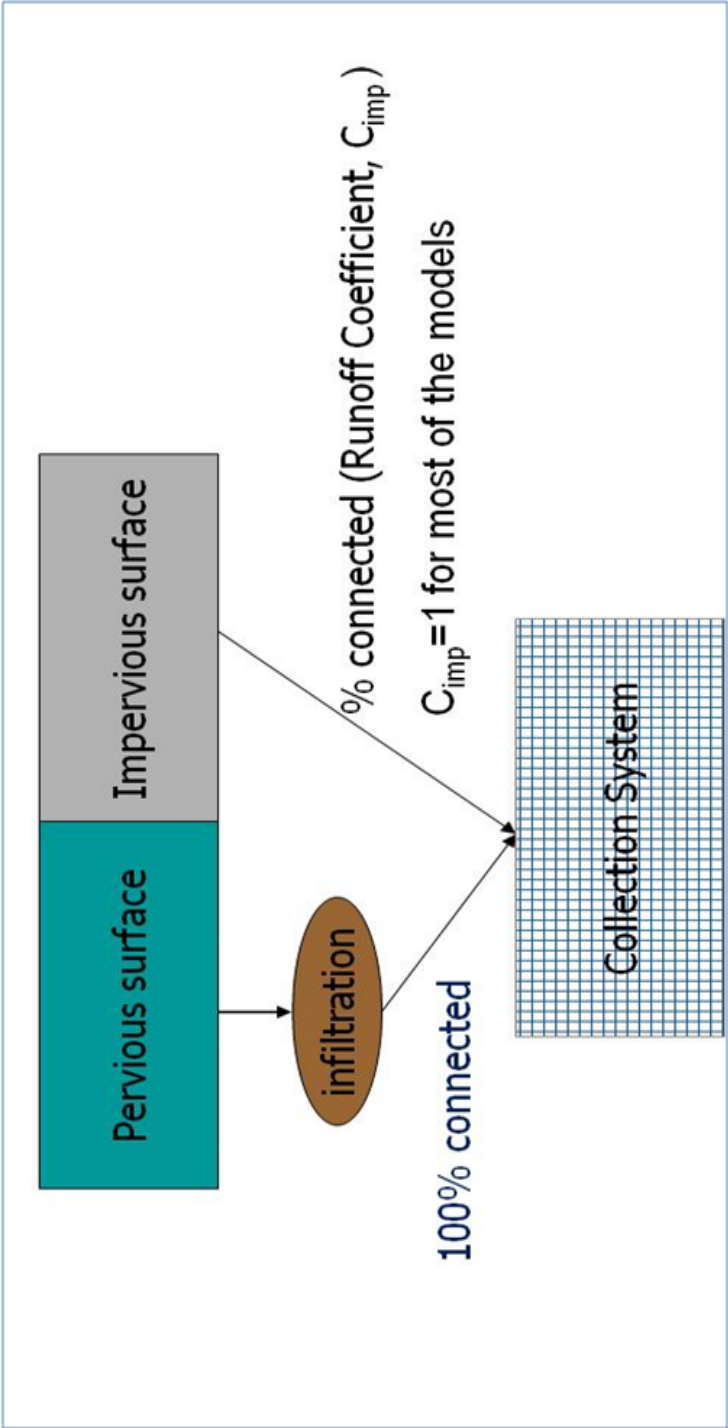 Pervious surface
Impervious surface
infiltration
% connected (Runoff Coefficient, Cimp)
Cimp=1 for most of the models
100% connected
Collection System